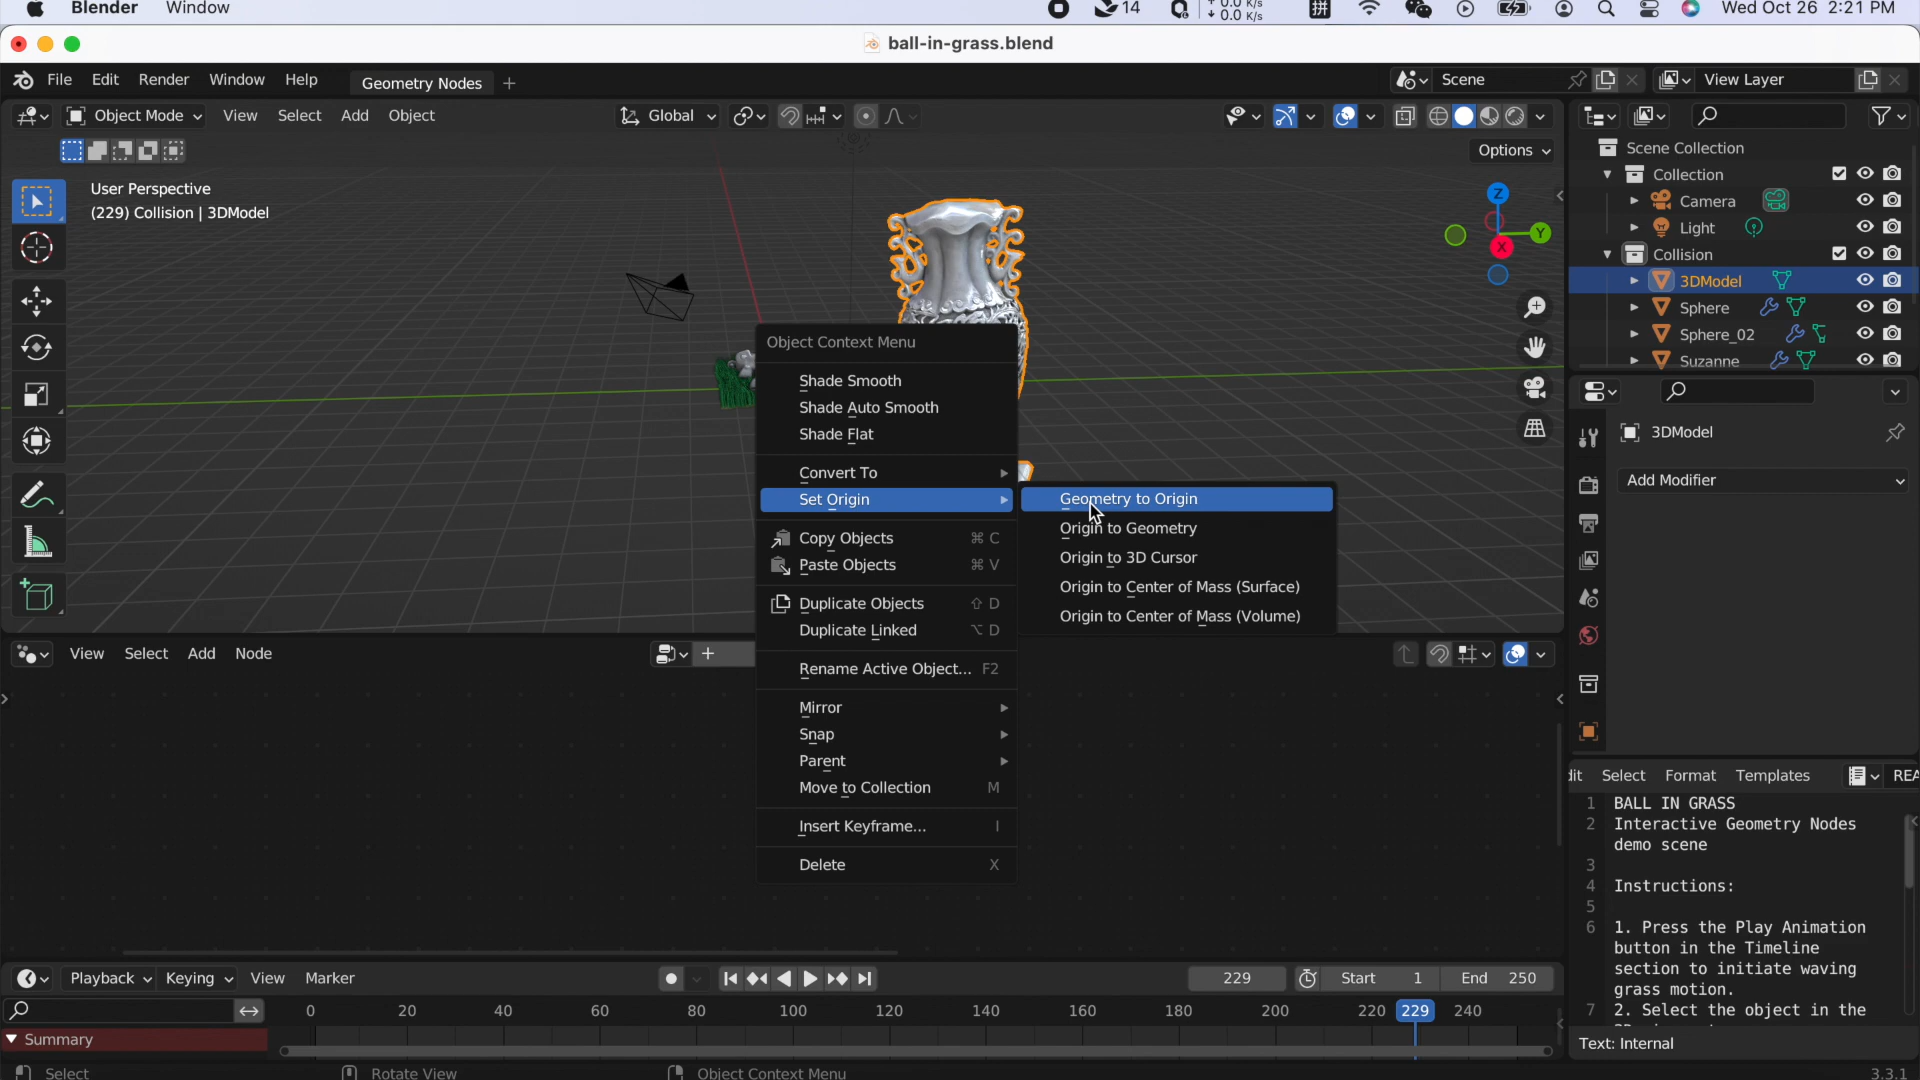 Blender Window
14
0.0 K/s
0.0 K/s
拼
Wed Oct 26 2:21 PM
ball-in-grass.blend
File Edit Render Window Help
Geometry Nodes +
Scene
View Layer
Object Mode View Select Add Object
Global
Options
User Perspective
(229) Collision | 3DModel
Z
Y
X
Scene Collection
Collection
Camera
Light
Collision
3DModel
Sphere
Sphere_02
Suzanne
3DModel
Add Modifier
Object Context Menu
Shade Smooth
Shade Auto Smooth
Shade Flat
Convert To
Set Origin
Copy Objects ⌘ C
Paste Objects ⌘ V
Duplicate Objects ⇧ D
Duplicate Linked ⌥ D
Rename Active Object... F2
Mirror
Snap
Parent
Move to Collection M
Insert Keyframe... I
Delete X
Geometry to Origin
Origin to Geometry
Origin to 3D Cursor
Origin to Center of Mass (Surface)
Origin to Center of Mass (Volume)
View Select Add Node
dit Select Format Templates REA
1 BALL IN GRASS
2 Interactive Geometry Nodes
demo scene
3
4 Instructions:
5
6 1. Press the Play Animation
button in the Timeline
section to initiate waving
grass motion.
7 2. Select the object in the
Text: Internal
Playback Keying View Marker
229 Start 1 End 250
0 20 40 60 80 100 120 140 160 180 200 220 229 240
Summary
Select Rotate View Object Context Menu 3.3.1